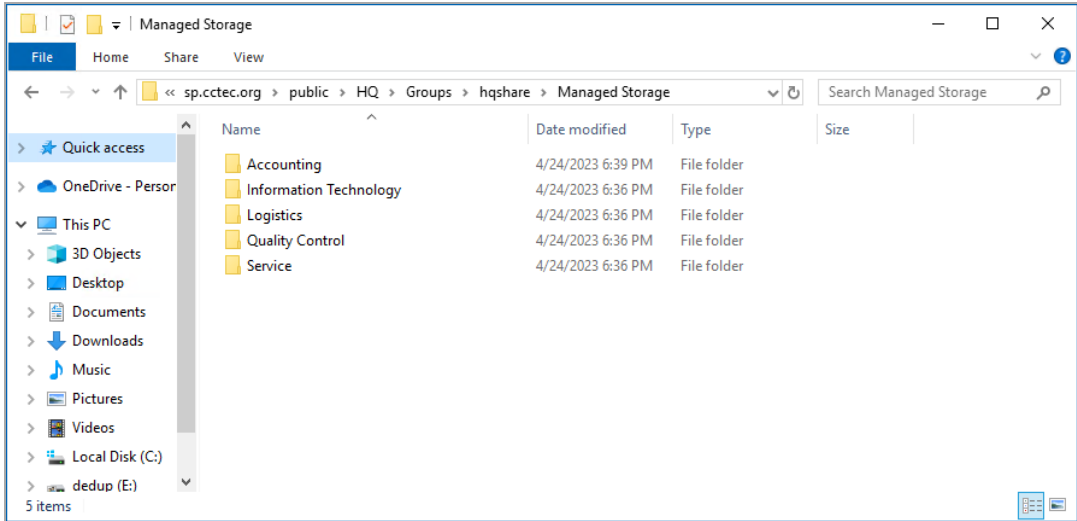 Managed Storage
File Home Share View
« sp.cctec.org > public > HQ > Groups > hqshare > Managed Storage
Search Managed Storage
Name Date modified Type Size
Quick access
OneDrive - Person
This PC
3D Objects
Desktop
Documents
Downloads
Music
Pictures
Videos
Local Disk (C:)
dedup (E:)
Accounting 4/24/2023 6:39 PM File folder
Information Technology 4/24/2023 6:36 PM File folder
Logistics 4/24/2023 6:36 PM File folder
Quality Control 4/24/2023 6:36 PM File folder
Service 4/24/2023 6:36 PM File folder
5 items